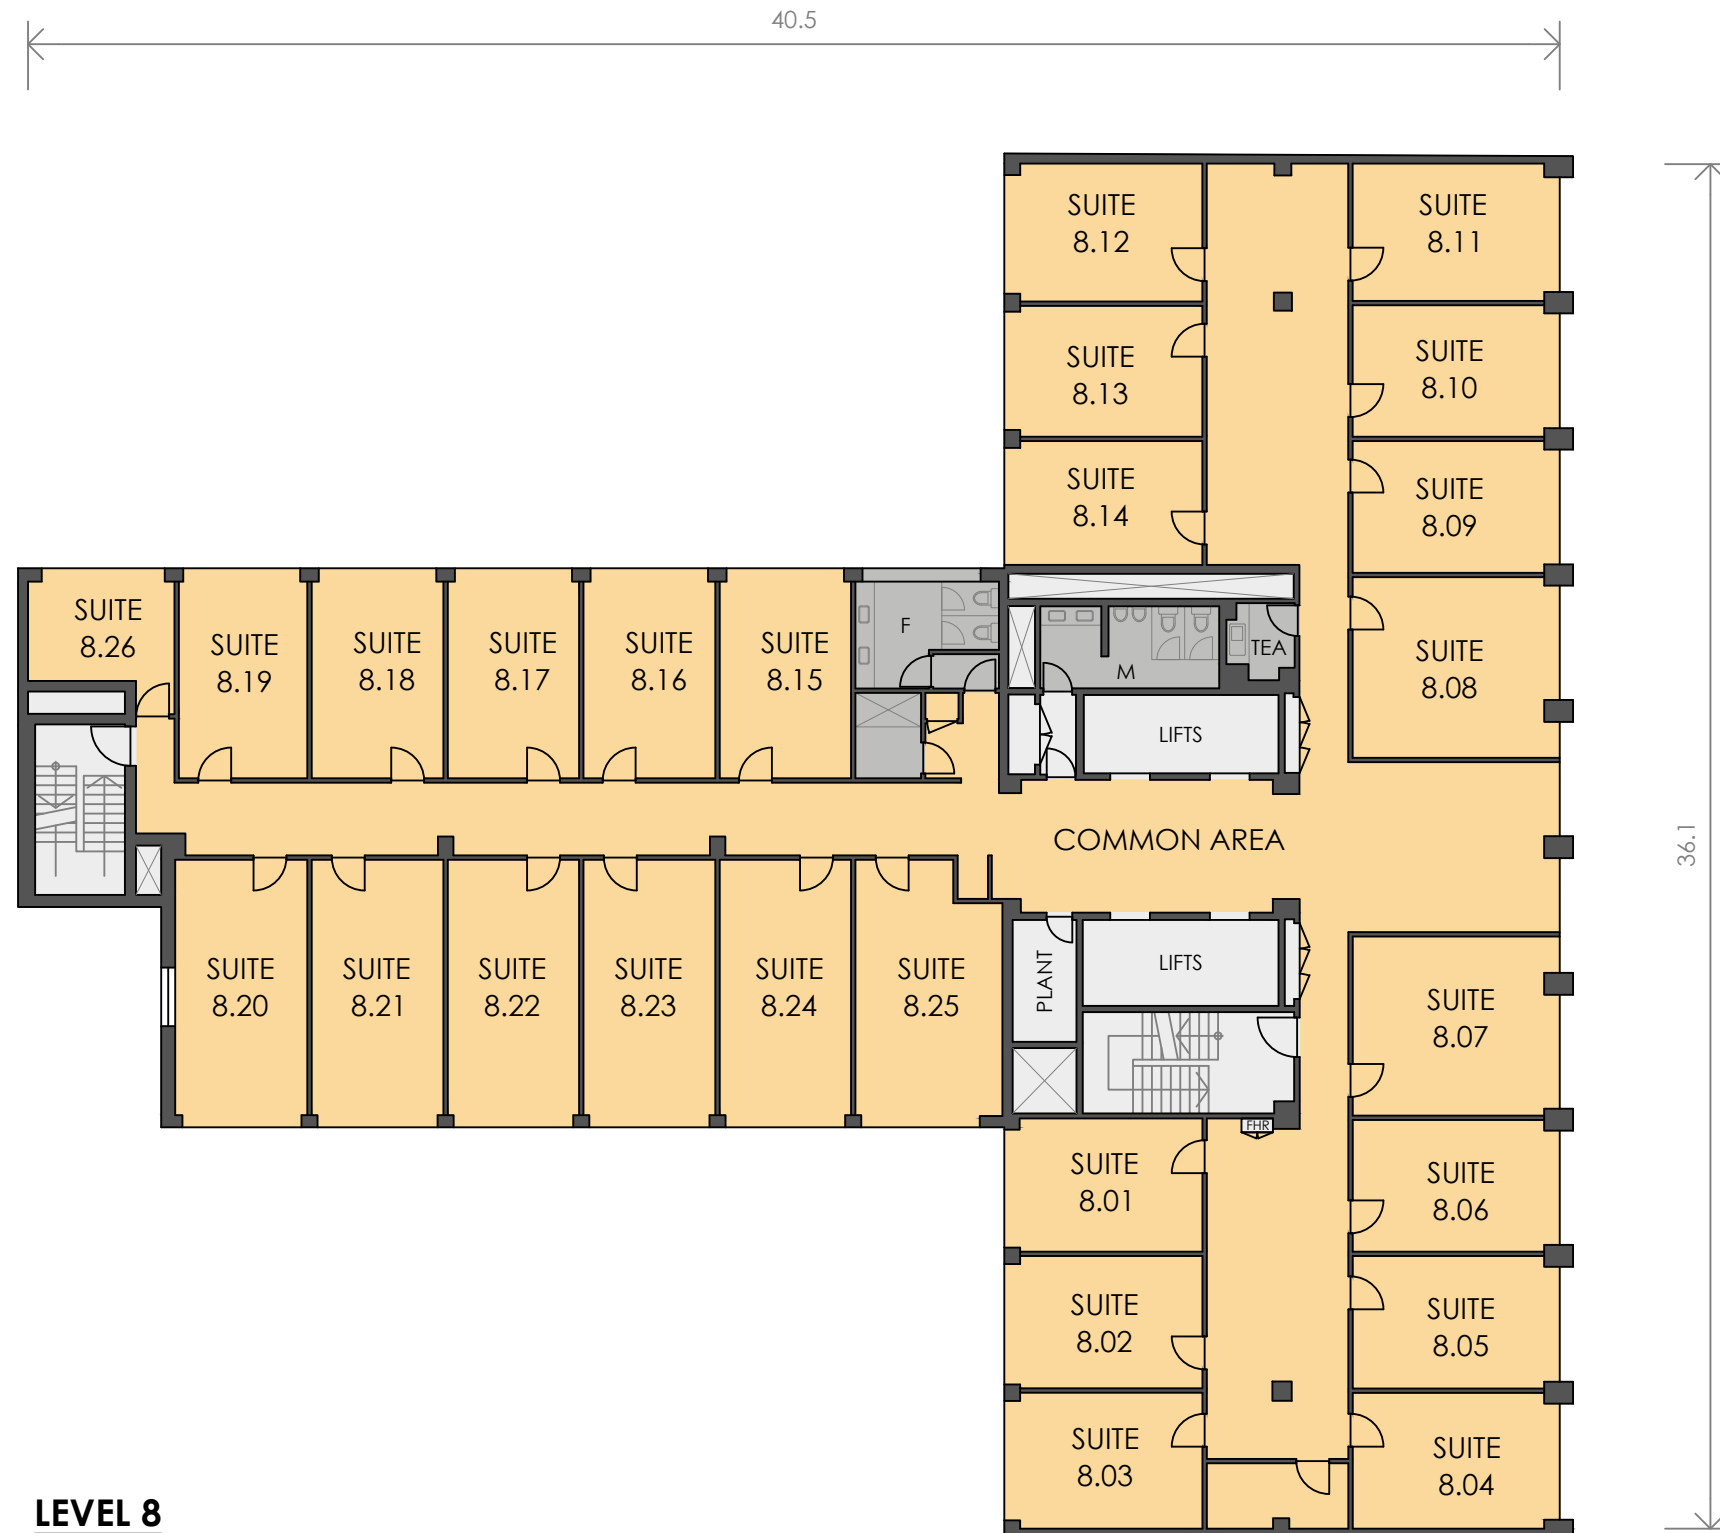 40.5
SUITE
8.12
SUITE
8.11
SUITE
8.13
SUITE
8.10
SUITE
8.14
SUITE
8.09
SUITE
8.26
SUITE
8.19
SUITE
8.18
SUITE
8.17
SUITE
8.16
SUITE
8.15
F
M
TEA
SUITE
8.08
LIFTS
COMMON AREA
36.1
SUITE
8.20
SUITE
8.21
SUITE
8.22
SUITE
8.23
SUITE
8.24
SUITE
8.25
PLANT
LIFTS
SUITE
8.07
FHR
SUITE
8.01
SUITE
8.06
SUITE
8.02
SUITE
8.05
SUITE
8.03
SUITE
8.04
LEVEL 8